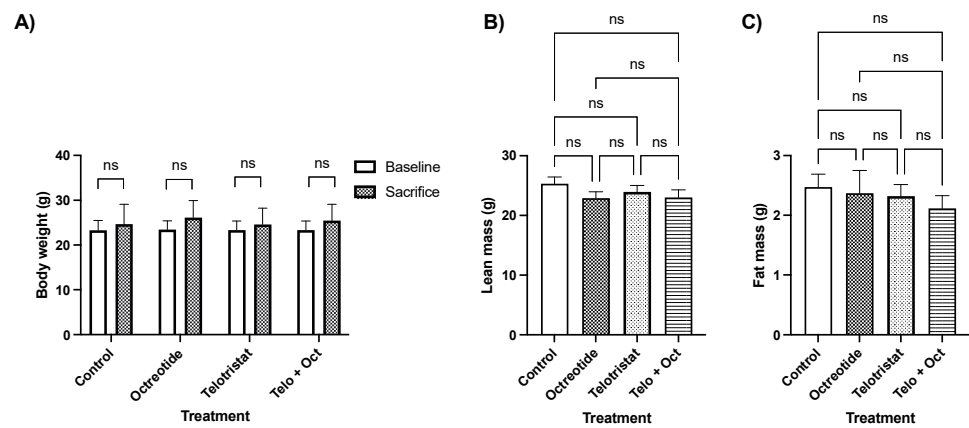 A)
Body weight (g)
40
30
20
10
0
ns
ns
ns
ns
Baseline
Sacrifice
Control
Octreotide
Telotristat
Telo + Oct
Treatment
B)
ns
ns
ns
ns
ns
ns
Lean mass (g)
30
20
10
0
Control
Octreotide
Telotristat
Telo + Oct
Treatment
C)
ns
ns
ns
ns
ns
ns
Fat mass (g)
3
2
1
0
Control
Octreotide
Telotristat
Telo + Oct
Treatment